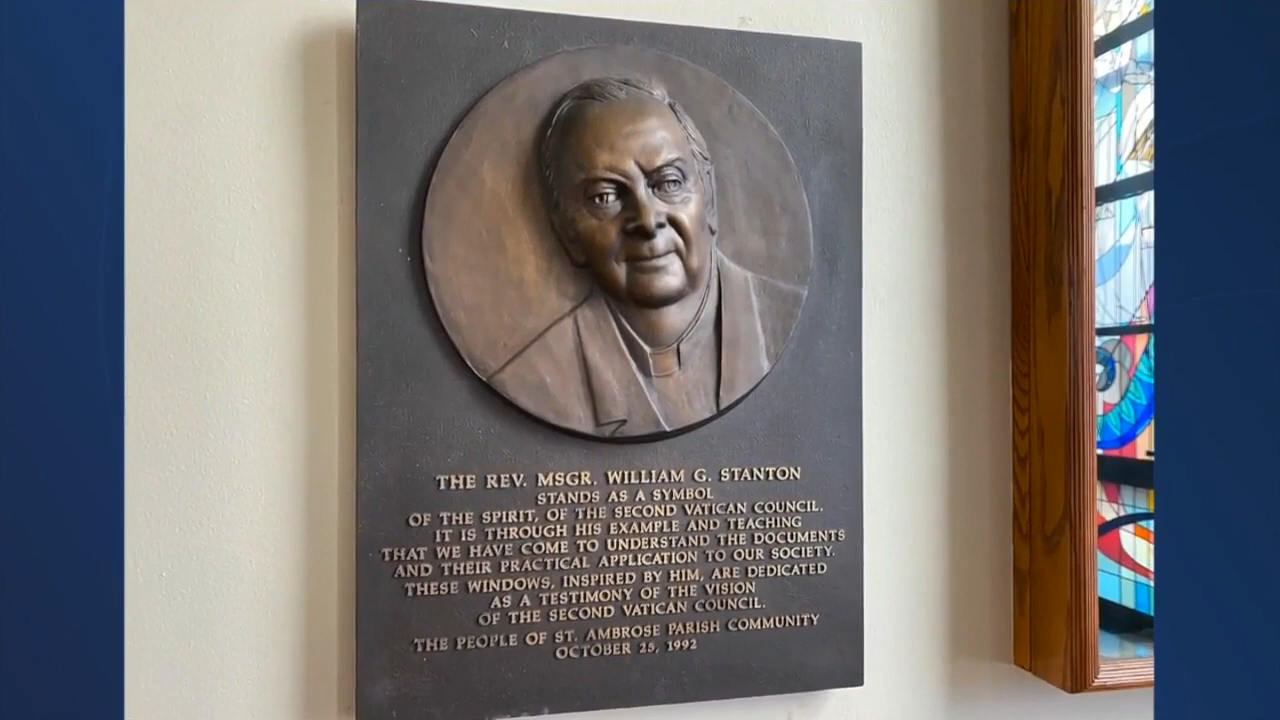 THE REV. MSGR. WILLIAM G. STANTON
STANDS AS A SYMBOL
OF THE SPIRIT, OF THE SECOND VATICAN COUNCIL.
IT IS THROUGH HIS EXAMPLE AND TEACHING
THAT WE HAVE COME TO UNDERSTAND THE DOCUMENTS
AND THEIR PRACTICAL APPLICATION TO OUR SOCIETY.
THESE WINDOWS, INSPIRED BY HIM, ARE DEDICATED
AS A TESTIMONY OF THE VISION
OF THE SECOND VATICAN COUNCIL.
THE PEOPLE OF ST. AMBROSE PARISH COMMUNITY
OCTOBER 25, 1992